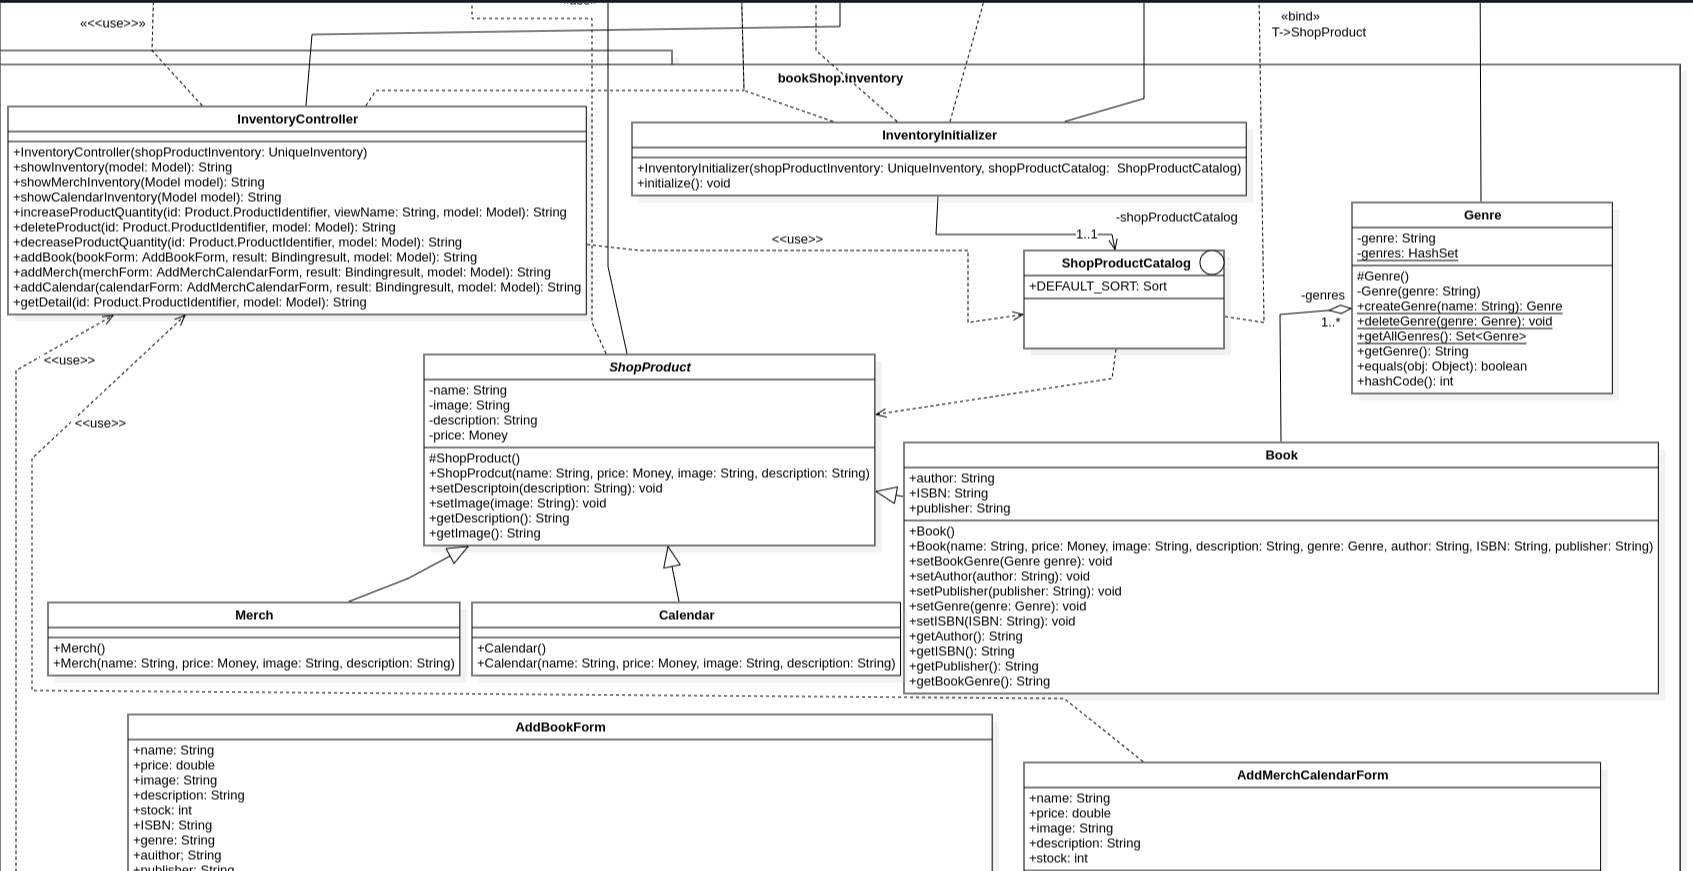 «use»
«<<use>>»
«bind»
T->ShopProduct
bookShop.inventory
InventoryController
+InventoryController(shopProductInventory: UniqueInventory)
+showInventory(model: Model): String
+showMerchInventory(Model model): String
+showCalendarInventory(Model model): String
+increaseProductQuantity(id: Product.ProductIdentifier, viewName: String, model: Model): String
+deleteProduct(id: Product.ProductIdentifier, model: Model): String
+decreaseProductQuantity(id: Product.ProductIdentifier, model: Model): String
+addBook(bookForm: AddBookForm, result: Bindingresult, model: Model): String
+addMerch(merchForm: AddMerchCalendarForm, result: Bindingresult, model: Model): String
+addCalendar(calendarForm: AddMerchCalendarForm, result: Bindingresult, model: Model): String
+getDetail(id: Product.ProductIdentifier, model: Model): String
InventoryInitializer
+InventoryInitializer(shopProductInventory: UniqueInventory, shopProductCatalog: ShopProductCatalog)
+initialize(): void
-shopProductCatalog
1..1
<<use>>
ShopProductCatalog
+DEFAULT_SORT: Sort
Genre
-genre: String
-genres: HashSet
#Genre()
-Genre(genre: String)
+createGenre(name: String): Genre
+deleteGenre(genre: Genre): void
+getAllGenres(): Set<Genre>
+getGenre(): String
+equals(obj: Object): boolean
+hashCode(): int
-genres
1..*
<<use>>
<<use>>
ShopProduct
-name: String
-image: String
-description: String
-price: Money
#ShopProduct()
+ShopProdcut(name: String, price: Money, image: String, description: String)
+setDescriptoin(description: String): void
+setImage(image: String): void
+getDescription(): String
+getImage(): String
Book
+author: String
+ISBN: String
+publisher: String
+Book()
+Book(name: String, price: Money, image: String, description: String, genre: Genre, author: String, ISBN: String, publisher: String)
+setBookGenre(Genre genre): void
+setAuthor(author: String): void
+setPublisher(publisher: String): void
+setGenre(genre: Genre): void
+setISBN(ISBN: String): void
+getAuthor(): String
+getISBN(): String
+getPublisher(): String
+getBookGenre(): String
Merch
+Merch()
+Merch(name: String, price: Money, image: String, description: String)
Calendar
+Calendar()
+Calendar(name: String, price: Money, image: String, description: String)
AddBookForm
+name: String
+price: double
+image: String
+description: String
+stock: int
+ISBN: String
+genre: String
+auithor; String
+publisher: String
AddMerchCalendarForm
+name: String
+price: double
+image: String
+description: String
+stock: int